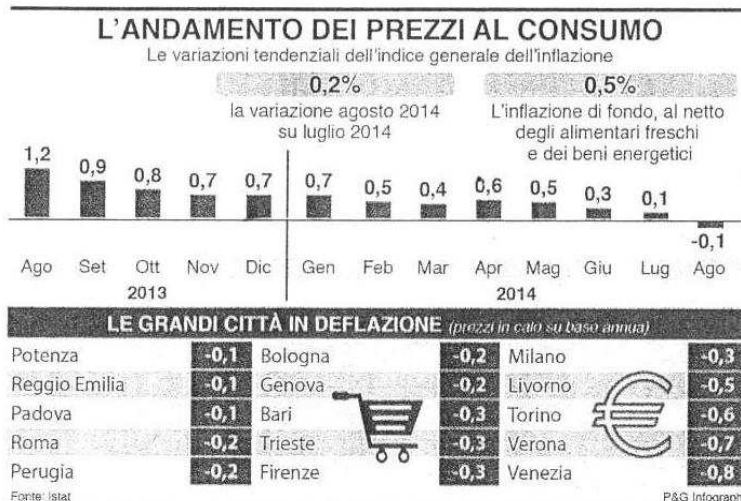 L'ANDAMENTO DEI PREZZI AL CONSUMO
Le variazioni tendenziali dell'indice generale dell'inflazione
0,2%
la variazione agosto 2014
su luglio 2014
0,5%
L'inflazione di fondo, al netto
degli alimentari freschi
e dei beni energetici
1,2 0,9 0,8 0,7 0,7 0,7 0,5 0,4 0,6 0,5 0,3 0,1 -0,1
Ago Set Ott Nov Dic Gen Feb Mar Apr Mag Giu Lug Ago
2013 2014
LE GRANDI CITTÀ IN DEFLAZIONE (prezzi in calo su base annua)
Potenza -0,1 Bologna -0,2 Milano -0,3
Reggio Emilia -0,1 Genova -0,2 Livorno -0,5
Padova -0,1 Bari -0,3 Torino -0,6
Roma -0,2 Trieste -0,3 Verona -0,7
Perugia -0,2 Firenze -0,3 Venezia -0,8
Fonte: Istat P&G Infograph